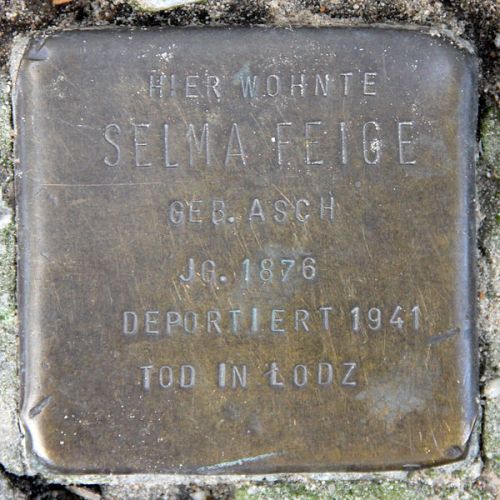 HIER WOHNTE
SELMA FEIGE
GEB. ASCH
JG. 1876
DEPORTIERT 1941
TOD IN ŁODZ